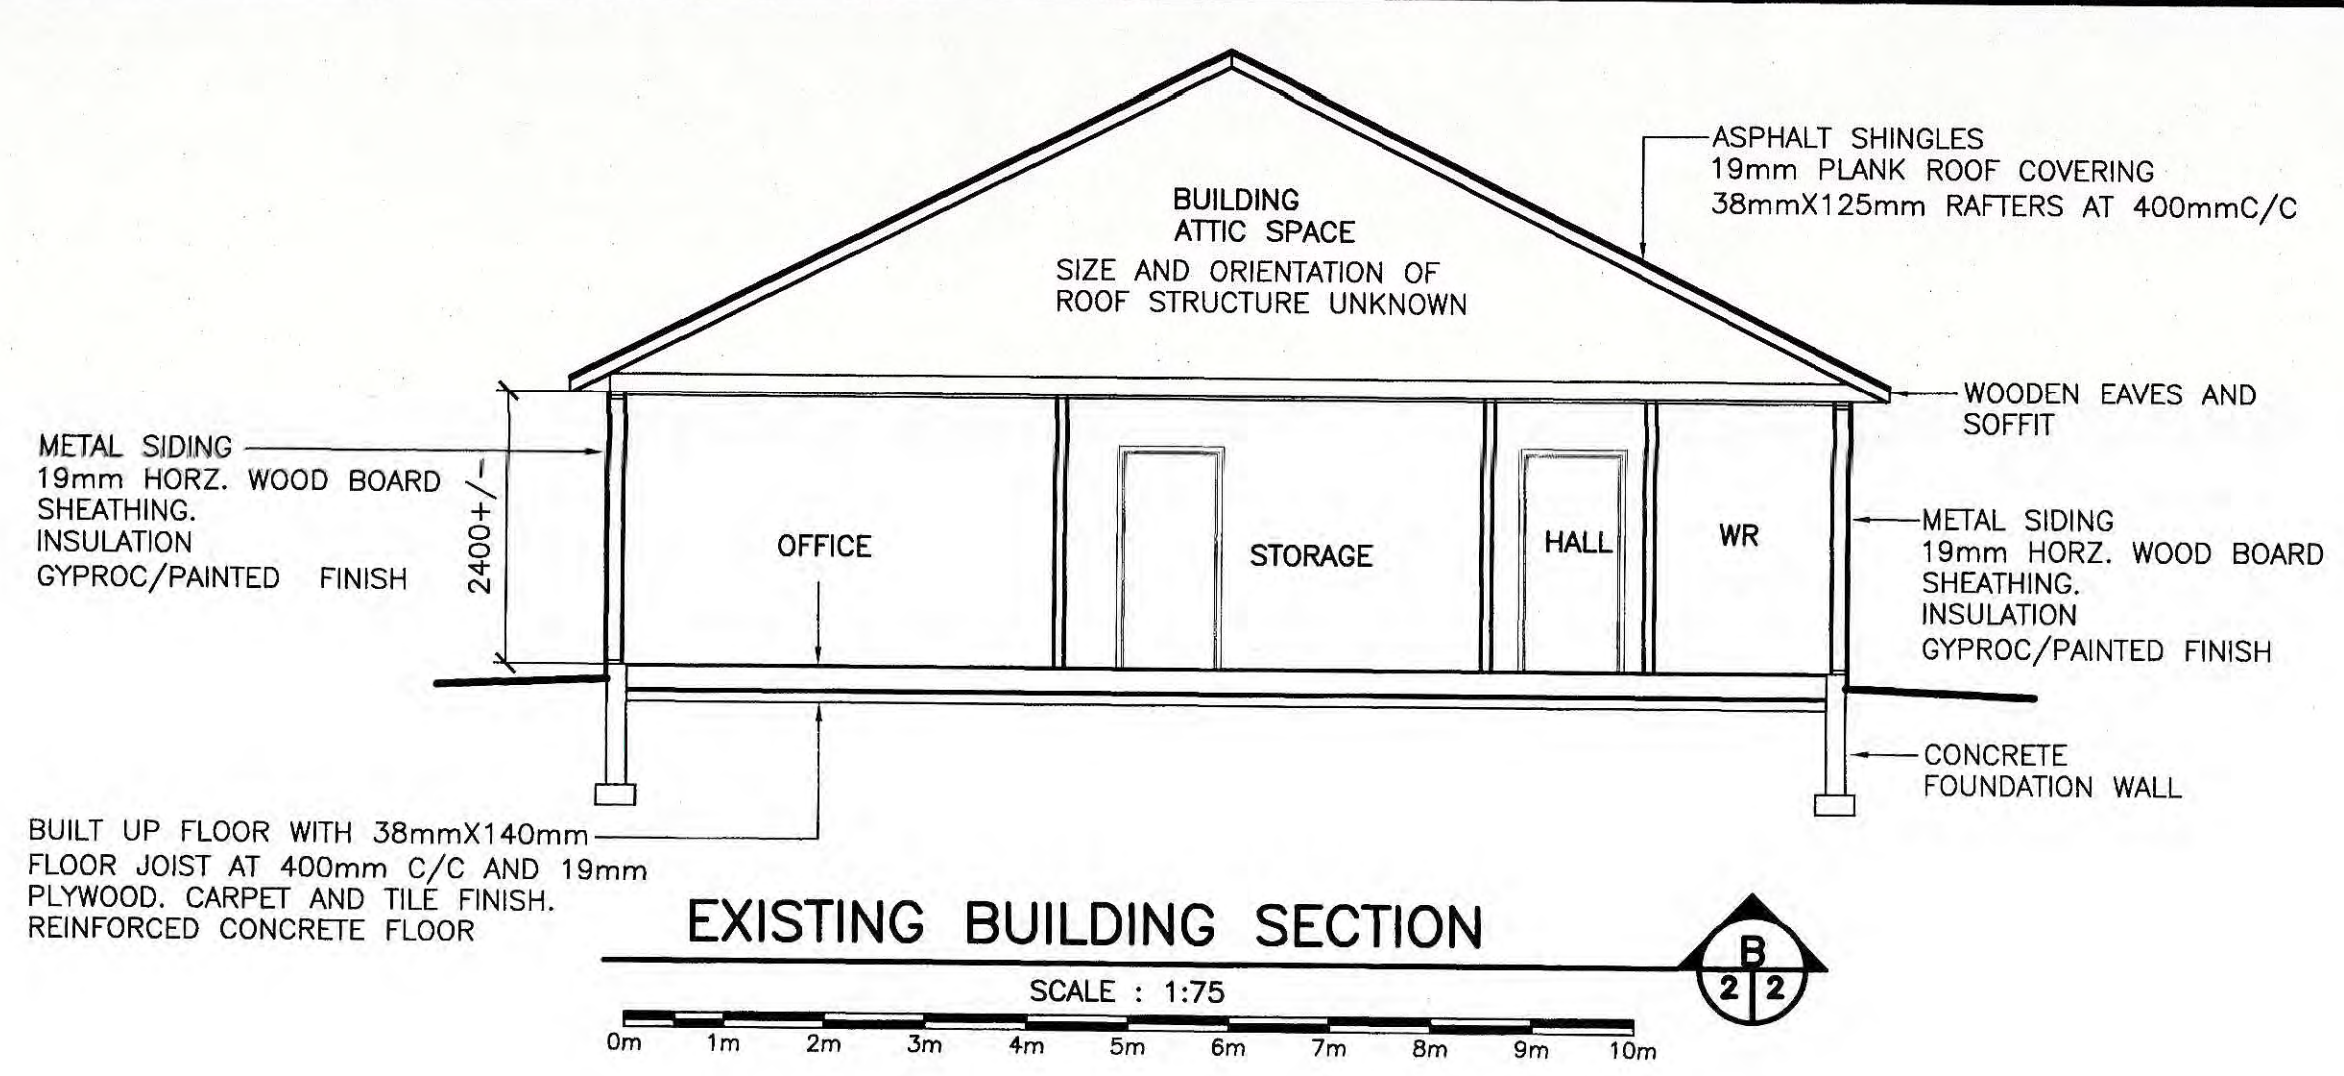 ASPHALT SHINGLES
19mm PLANK ROOF COVERING
38mmX125mm RAFTERS AT 400mmC/C
BUILDING
ATTIC SPACE
SIZE AND ORIENTATION OF
ROOF STRUCTURE UNKNOWN
WOODEN EAVES AND
SOFFIT
METAL SIDING
19mm HORZ. WOOD BOARD
SHEATHING.
INSULATION
GYPROC/PAINTED FINISH
2400+/-
OFFICE
STORAGE
HALL
WR
METAL SIDING
19mm HORZ. WOOD BOARD
SHEATHING.
INSULATION
GYPROC/PAINTED FINISH
CONCRETE
FOUNDATION WALL
BUILT UP FLOOR WITH 38mmX140mm
FLOOR JOIST AT 400mm C/C AND 19mm
PLYWOOD. CARPET AND TILE FINISH.
REINFORCED CONCRETE FLOOR
EXISTING BUILDING SECTION
B
2 2
SCALE : 1:75
0m 1m 2m 3m 4m 5m 6m 7m 8m 9m 10m